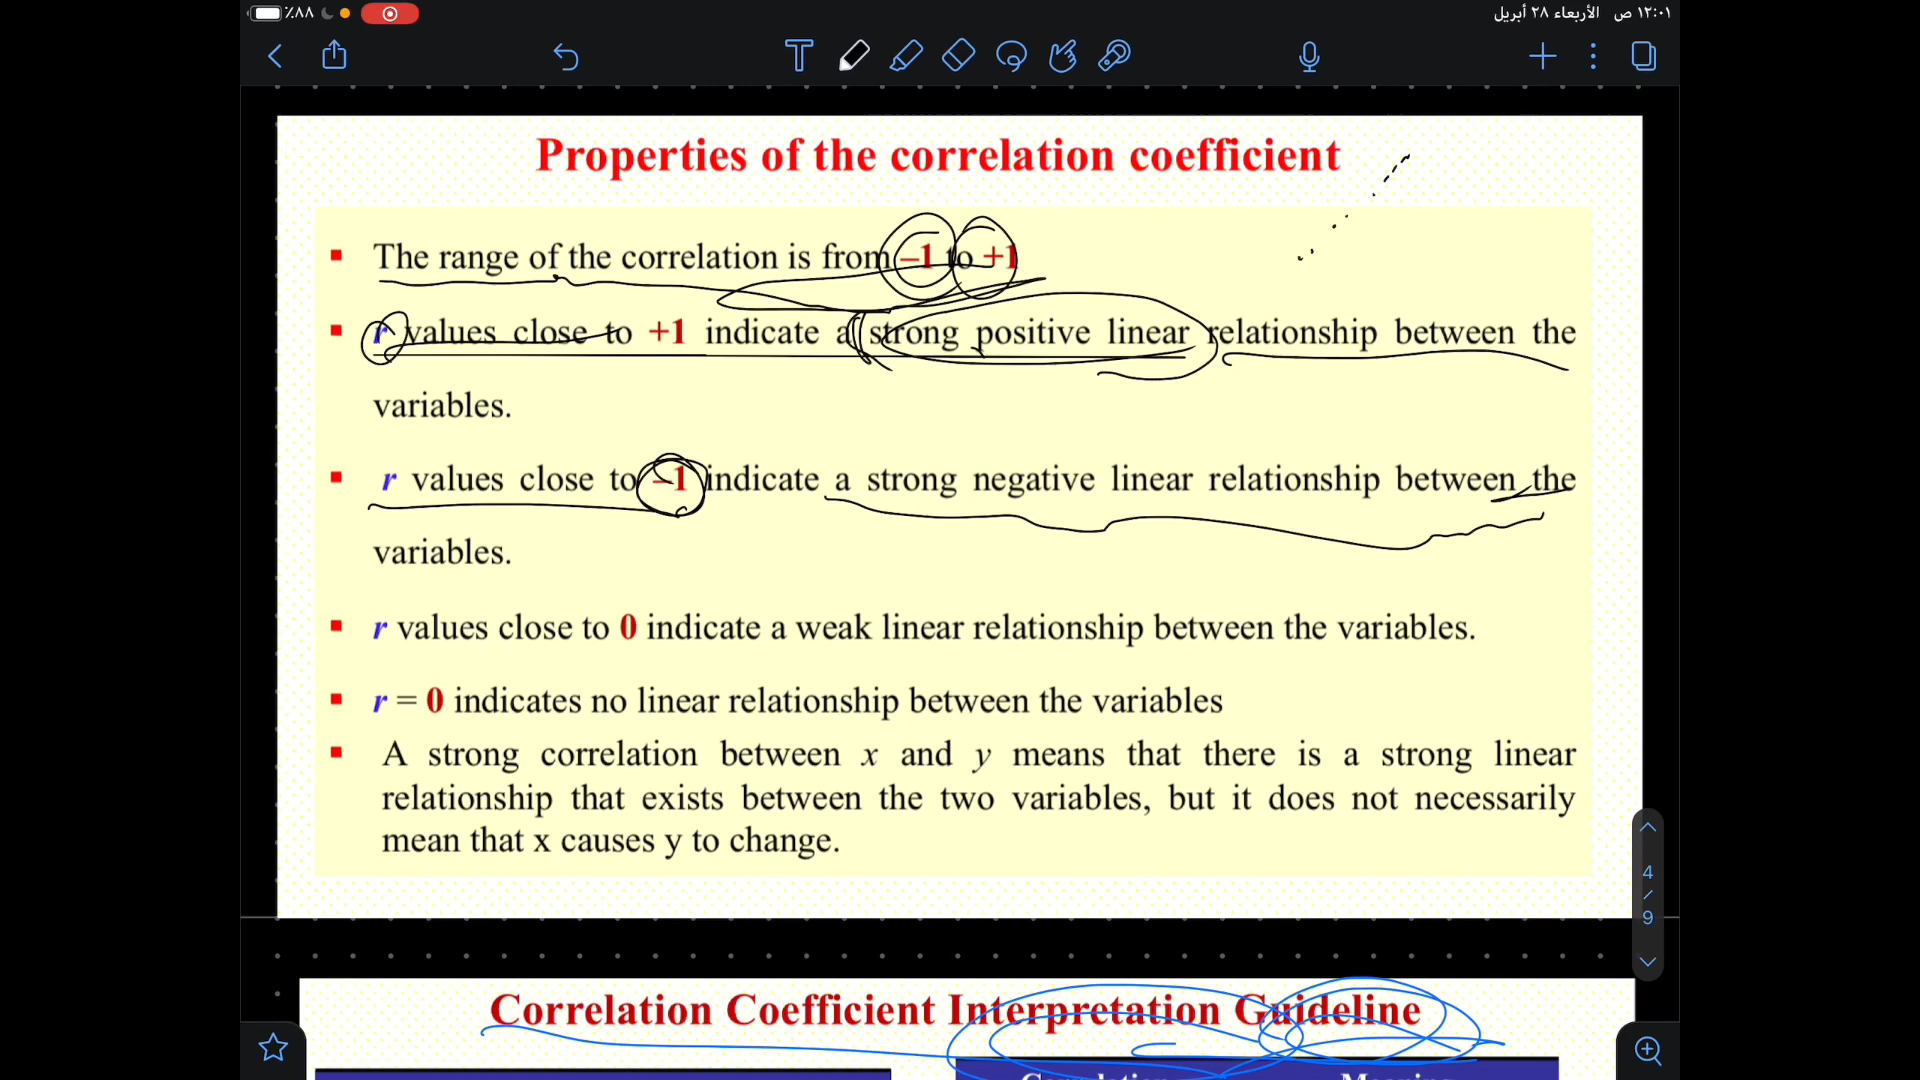 ٪٨٨
١٢:٠١ ص الأربعاء ٢٨ أبريل
Properties of the correlation coefficient
▪ The range of the correlation is from –1 to +1
▪ r values close to +1 indicate a strong positive linear relationship between the
variables.
▪ r values close to –1 indicate a strong negative linear relationship between the
variables.
▪ r values close to 0 indicate a weak linear relationship between the variables.
▪ r = 0 indicates no linear relationship between the variables
▪ A strong correlation between x and y means that there is a strong linear
relationship that exists between the two variables, but it does not necessarily
mean that x causes y to change.
4
/
9
Correlation Coefficient Interpretation Guideline